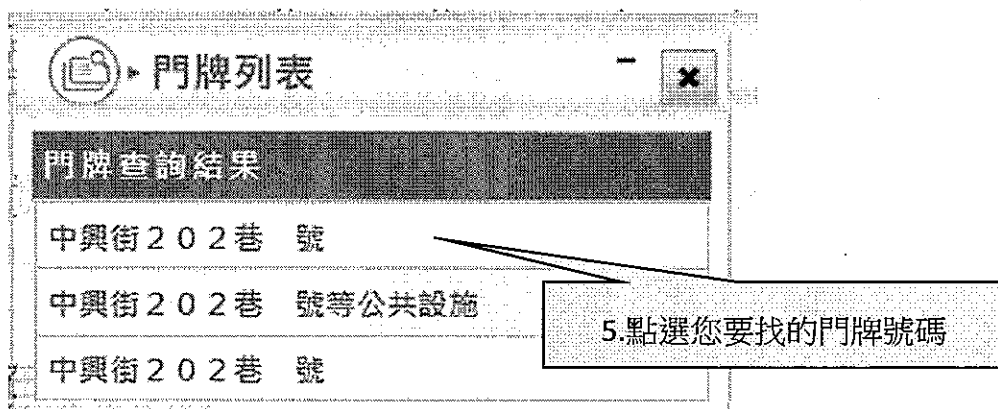 門牌列表
門牌查詢結果
中興街２０２巷　號
中興街２０２巷　號等公共設施
中興街２０２巷　號
5.點選您要找的門牌號碼